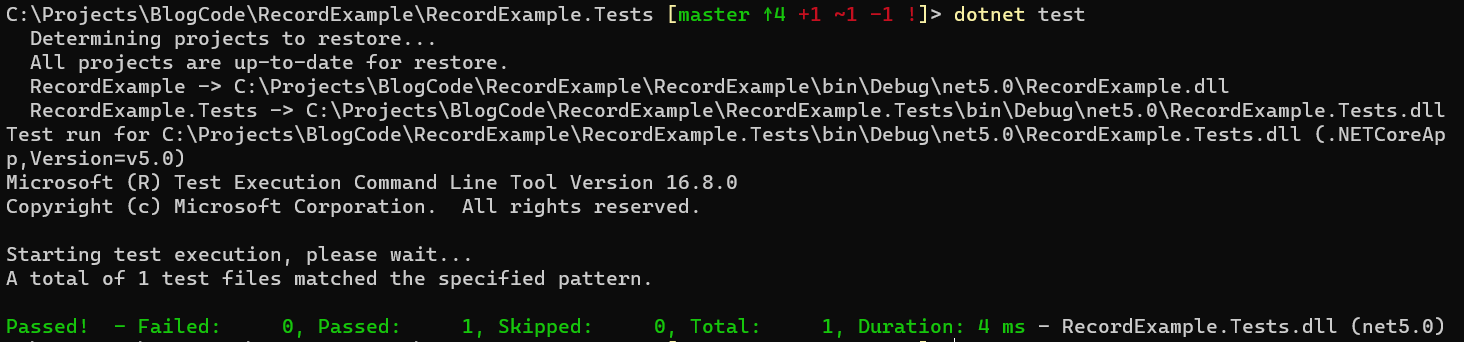 C:\Projects\BlogCode\RecordExample\RecordExample.Tests [master ↑4 +1 ~1 -1 !]> dotnet test
  Determining projects to restore...
  All projects are up-to-date for restore.
  RecordExample -> C:\Projects\BlogCode\RecordExample\RecordExample\bin\Debug\net5.0\RecordExample.dll
  RecordExample.Tests -> C:\Projects\BlogCode\RecordExample\RecordExample.Tests\bin\Debug\net5.0\RecordExample.Tests.dll
Test run for C:\Projects\BlogCode\RecordExample\RecordExample.Tests\bin\Debug\net5.0\RecordExample.Tests.dll (.NETCoreAp
p,Version=v5.0)
Microsoft (R) Test Execution Command Line Tool Version 16.8.0
Copyright (c) Microsoft Corporation.  All rights reserved.

Starting test execution, please wait...
A total of 1 test files matched the specified pattern.

Passed!  - Failed:     0, Passed:     1, Skipped:     0, Total:     1, Duration: 4 ms - RecordExample.Tests.dll (net5.0)